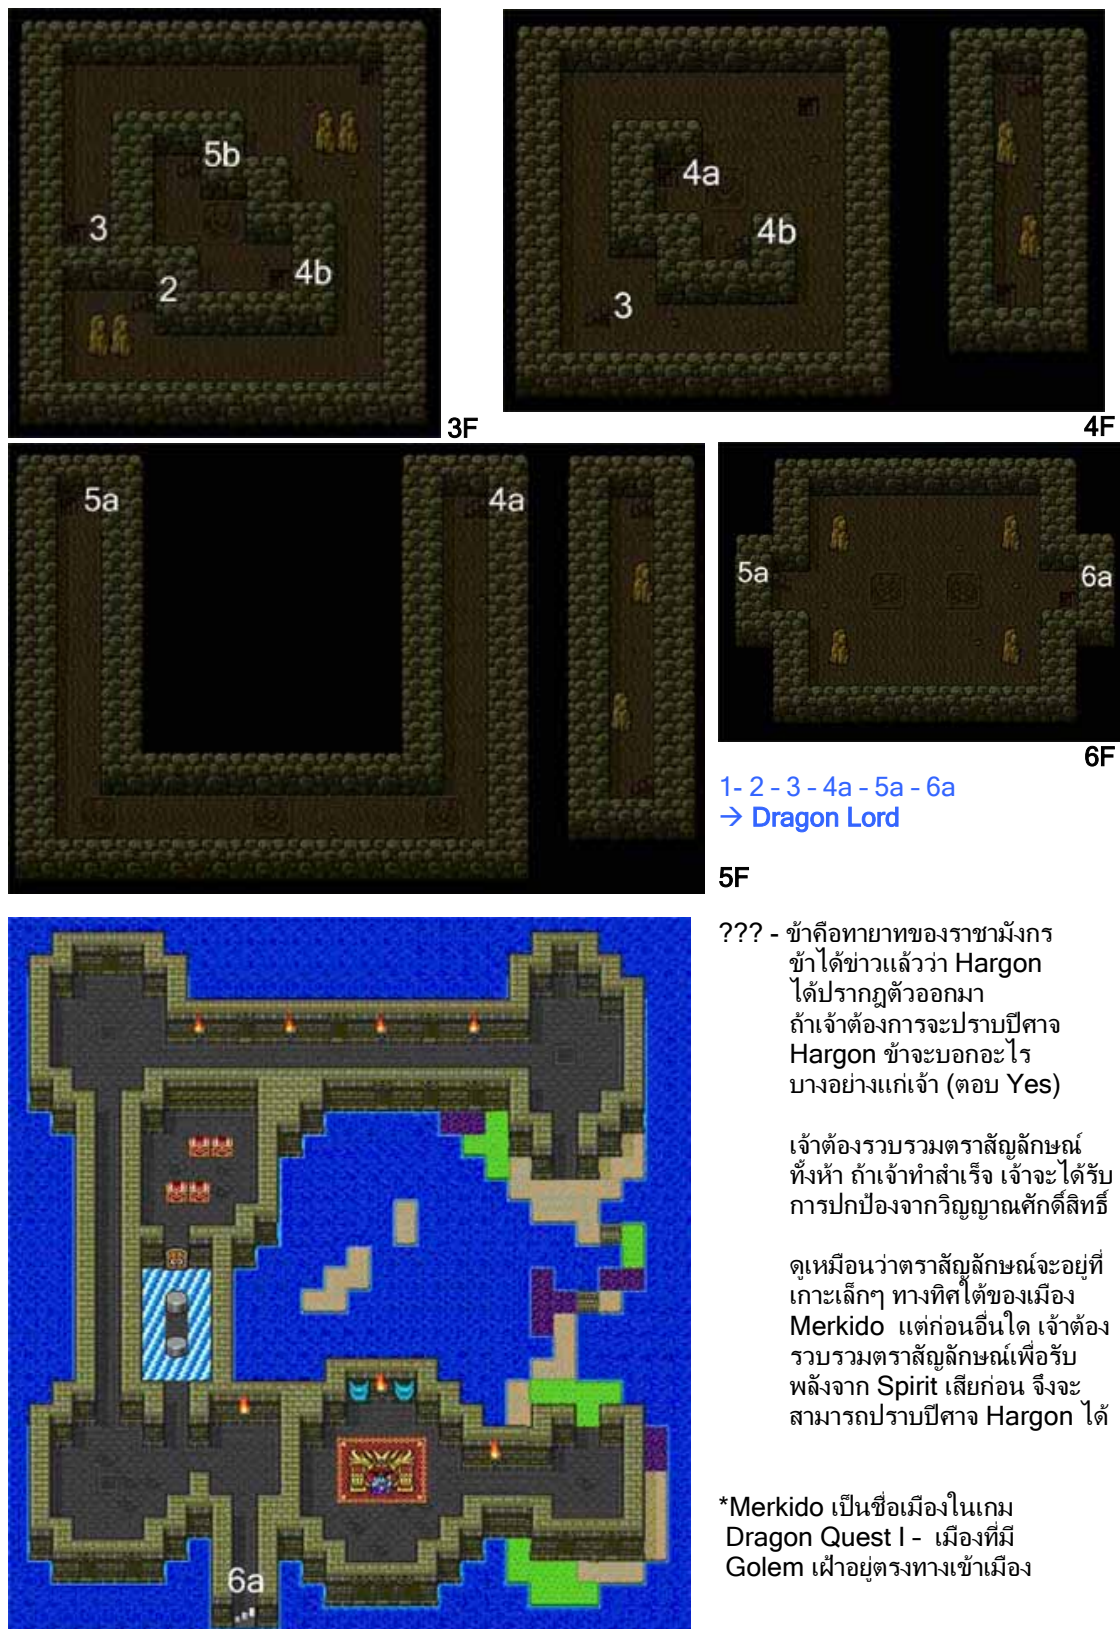 5b
3
2
4b
3F
4a
4b
3
4F
5a
4a
5a
6a
6F
1- 2 - 3 - 4a - 5a - 6a
→ Dragon Lord
5F
??? - ข้าคือทายาทของราชามังกร
ข้าได้ข่าวแล้วว่า Hargon
ได้ปรากฎตัวออกมา
ถ้าเจ้าต้องการจะปราบปีศาจ
Hargon ข้าจะบอกอะไร
บางอย่างแก่เจ้า (ตอบ Yes)
เจ้าต้องรวบรวมตราสัญลักษณ์
ทั้งห้า ถ้าเจ้าทำสำเร็จ เจ้าจะได้รับ
การปกป้องจากวิญญาณศักดิ์สิทธิ์
ดูเหมือนว่าตราสัญลักษณ์จะอยู่ที่
เกาะเล็กๆ ทางทิศใต้ของเมือง
Merkido แต่ก่อนอื่นใด เจ้าต้อง
รวบรวมตราสัญลักษณ์เพื่อรับ
พลังจาก Spirit เสียก่อน จึงจะ
สามารถปราบปีศาจ Hargon ได้
*Merkido เป็นชื่อเมืองในเกม
Dragon Quest I - เมืองที่มี
Golem เฝ้าอยู่ตรงทางเข้าเมือง
6a